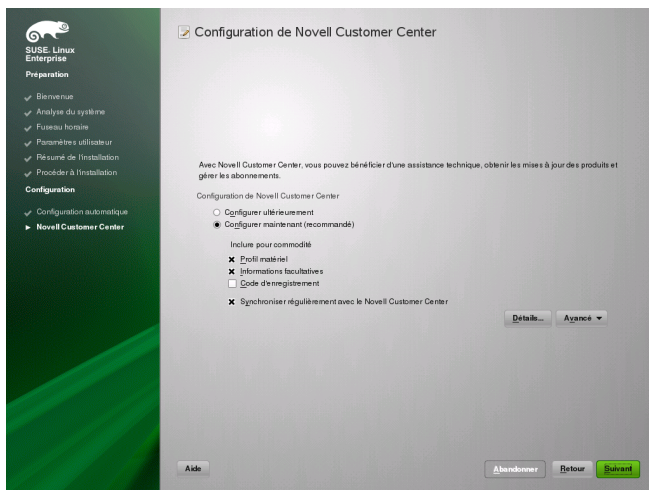 SUSE. Linux
Enterprise
Préparation
Bienvenue
Analyse du système
Fuseau horaire
Paramètres utilisateur
Résumé de l'installation
Procéder à l'installation
Configuration
Configuration automatique
Novell Customer Center
Configuration de Novell Customer Center
Avec Novell Customer Center, vous pouvez bénéficier d'une assistance technique, obtenir les mises à jour des produits et
gérer les abonnements.
Configuration de Novell Customer Center
Configurer ultérieurement
Configurer maintenant (recommandé)
Inclure pour commodité
Profil matériel
Informations facultatives
Code d'enregistrement
Synchroniser régulièrement avec le Novell Customer Center
Détails... Avancé
Aide Abandonner Retour Suivant